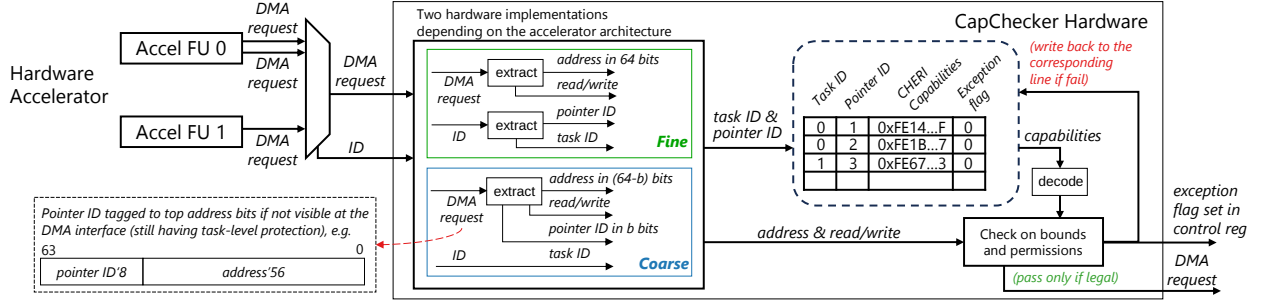 Hardware
Accelerator
Accel FU 0
Accel FU 1
DMA
request
DMA
request
DMA
request
DMA
request
ID
Two hardware implementations
depending on the accelerator architecture
CapChecker Hardware
DMA
request
extract
address in 64 bits
read/write
ID
extract
pointer ID
task ID
Fine
DMA
request
extract
address in (64-b) bits
read/write
pointer ID in b bits
ID
task ID
Coarse
task ID &
pointer ID
address & read/write
Task ID
Pointer ID
CHERI
Capabilities
Exception
flag
0 1 0xFE14...F 0
0 2 0xFE1B...7 0
1 3 0xFE67...3 0
(write back to the
corresponding
line if fail)
capabilities
decode
Check on bounds
and permissions
(pass only if legal)
exception
flag set in
control reg
DMA
request
Pointer ID tagged to top address bits if not visible at the
DMA interface (still having task-level protection), e.g.
63 0
pointer ID'8 address'56